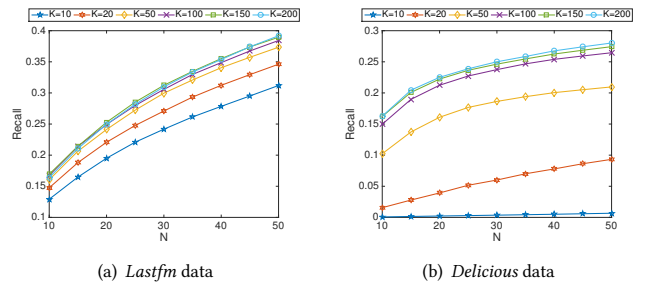 K=10 K=20 K=50 K=100 K=150 K=200
0.4
0.35
0.3
0.25
0.2
0.15
0.1
Recall
10 20 30 40 50
N
(a) Lastfm data
K=10 K=20 K=50 K=100 K=150 K=200
0.3
0.25
0.2
0.15
0.1
0.05
0
Recall
10 20 30 40 50
N
(b) Delicious data